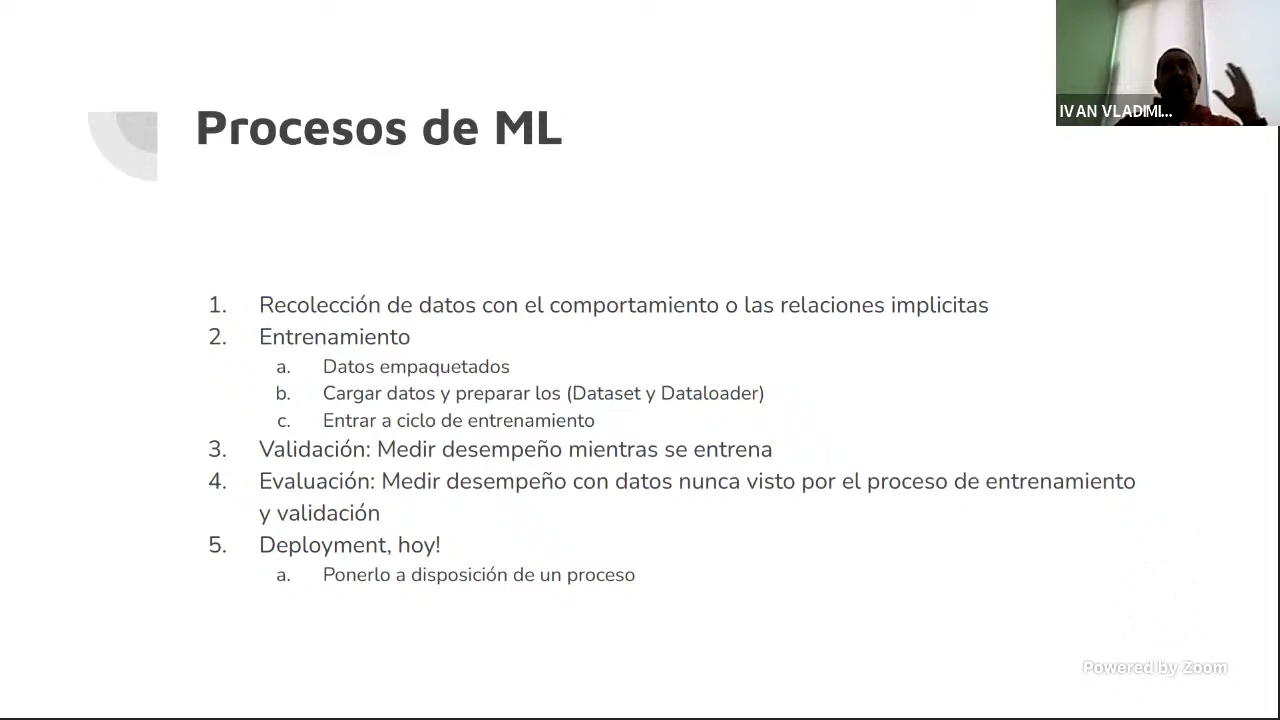 IVAN VLADIMI...
Procesos de ML
1. Recolección de datos con el comportamiento o las relaciones implicitas
2. Entrenamiento
a. Datos empaquetados
b. Cargar datos y preparar los (Dataset y Dataloader)
c. Entrar a ciclo de entrenamiento
3. Validación: Medir desempeño mientras se entrena
4. Evaluación: Medir desempeño con datos nunca visto por el proceso de entrenamiento
y validación
5. Deployment, hoy!
a. Ponerlo a disposición de un proceso
Powered by Zoom